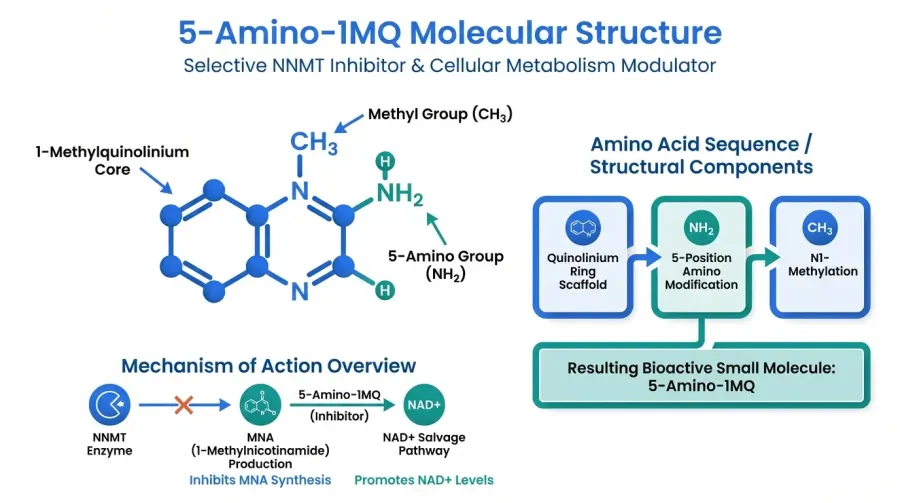 5-Amino-1MQ Molecular Structure
Selective NNMT Inhibitor & Cellular Metabolism Modulator
Methyl Group (CH₃)
1-Methylquinolinium
Core
CH₃
N
H
NH₂
5-Amino Group
(NH₂)
N
H
Amino Acid Sequence /
Structural Components
Quinolinium
Ring
Scaffold
NH₂
5-Position
Amino
Modification
CH₃
N1-
Methylation
Resulting Bioactive Small Molecule:
5-Amino-1MQ
Mechanism of Action Overview
NNMT
Enzyme
MNA
(1-Methylnicotinamide)
Production
Inhibits MNA Synthesis
5-Amino-1MQ
(Inhibitor)
NAD+
NAD+ Salvage
Pathway
Promotes NAD+ Levels